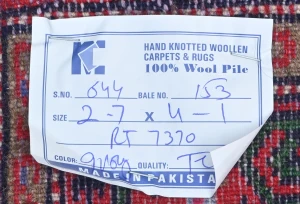 KC
HAND KNOTTED WOOLLEN
CARPETS & RUGS
100% Wool Pile
S.NO. 644 BALE NO. 153
SIZE 2-7 x 4-1
RT 7370
COLOR: QUALITY:
MADE IN PAKISTA